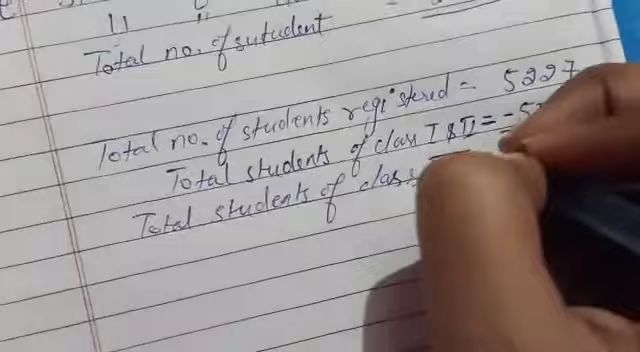 " "
Total no. of sutudent
Total no. of students registered = 5227
Total students of class I & II = - 5
Total students of class